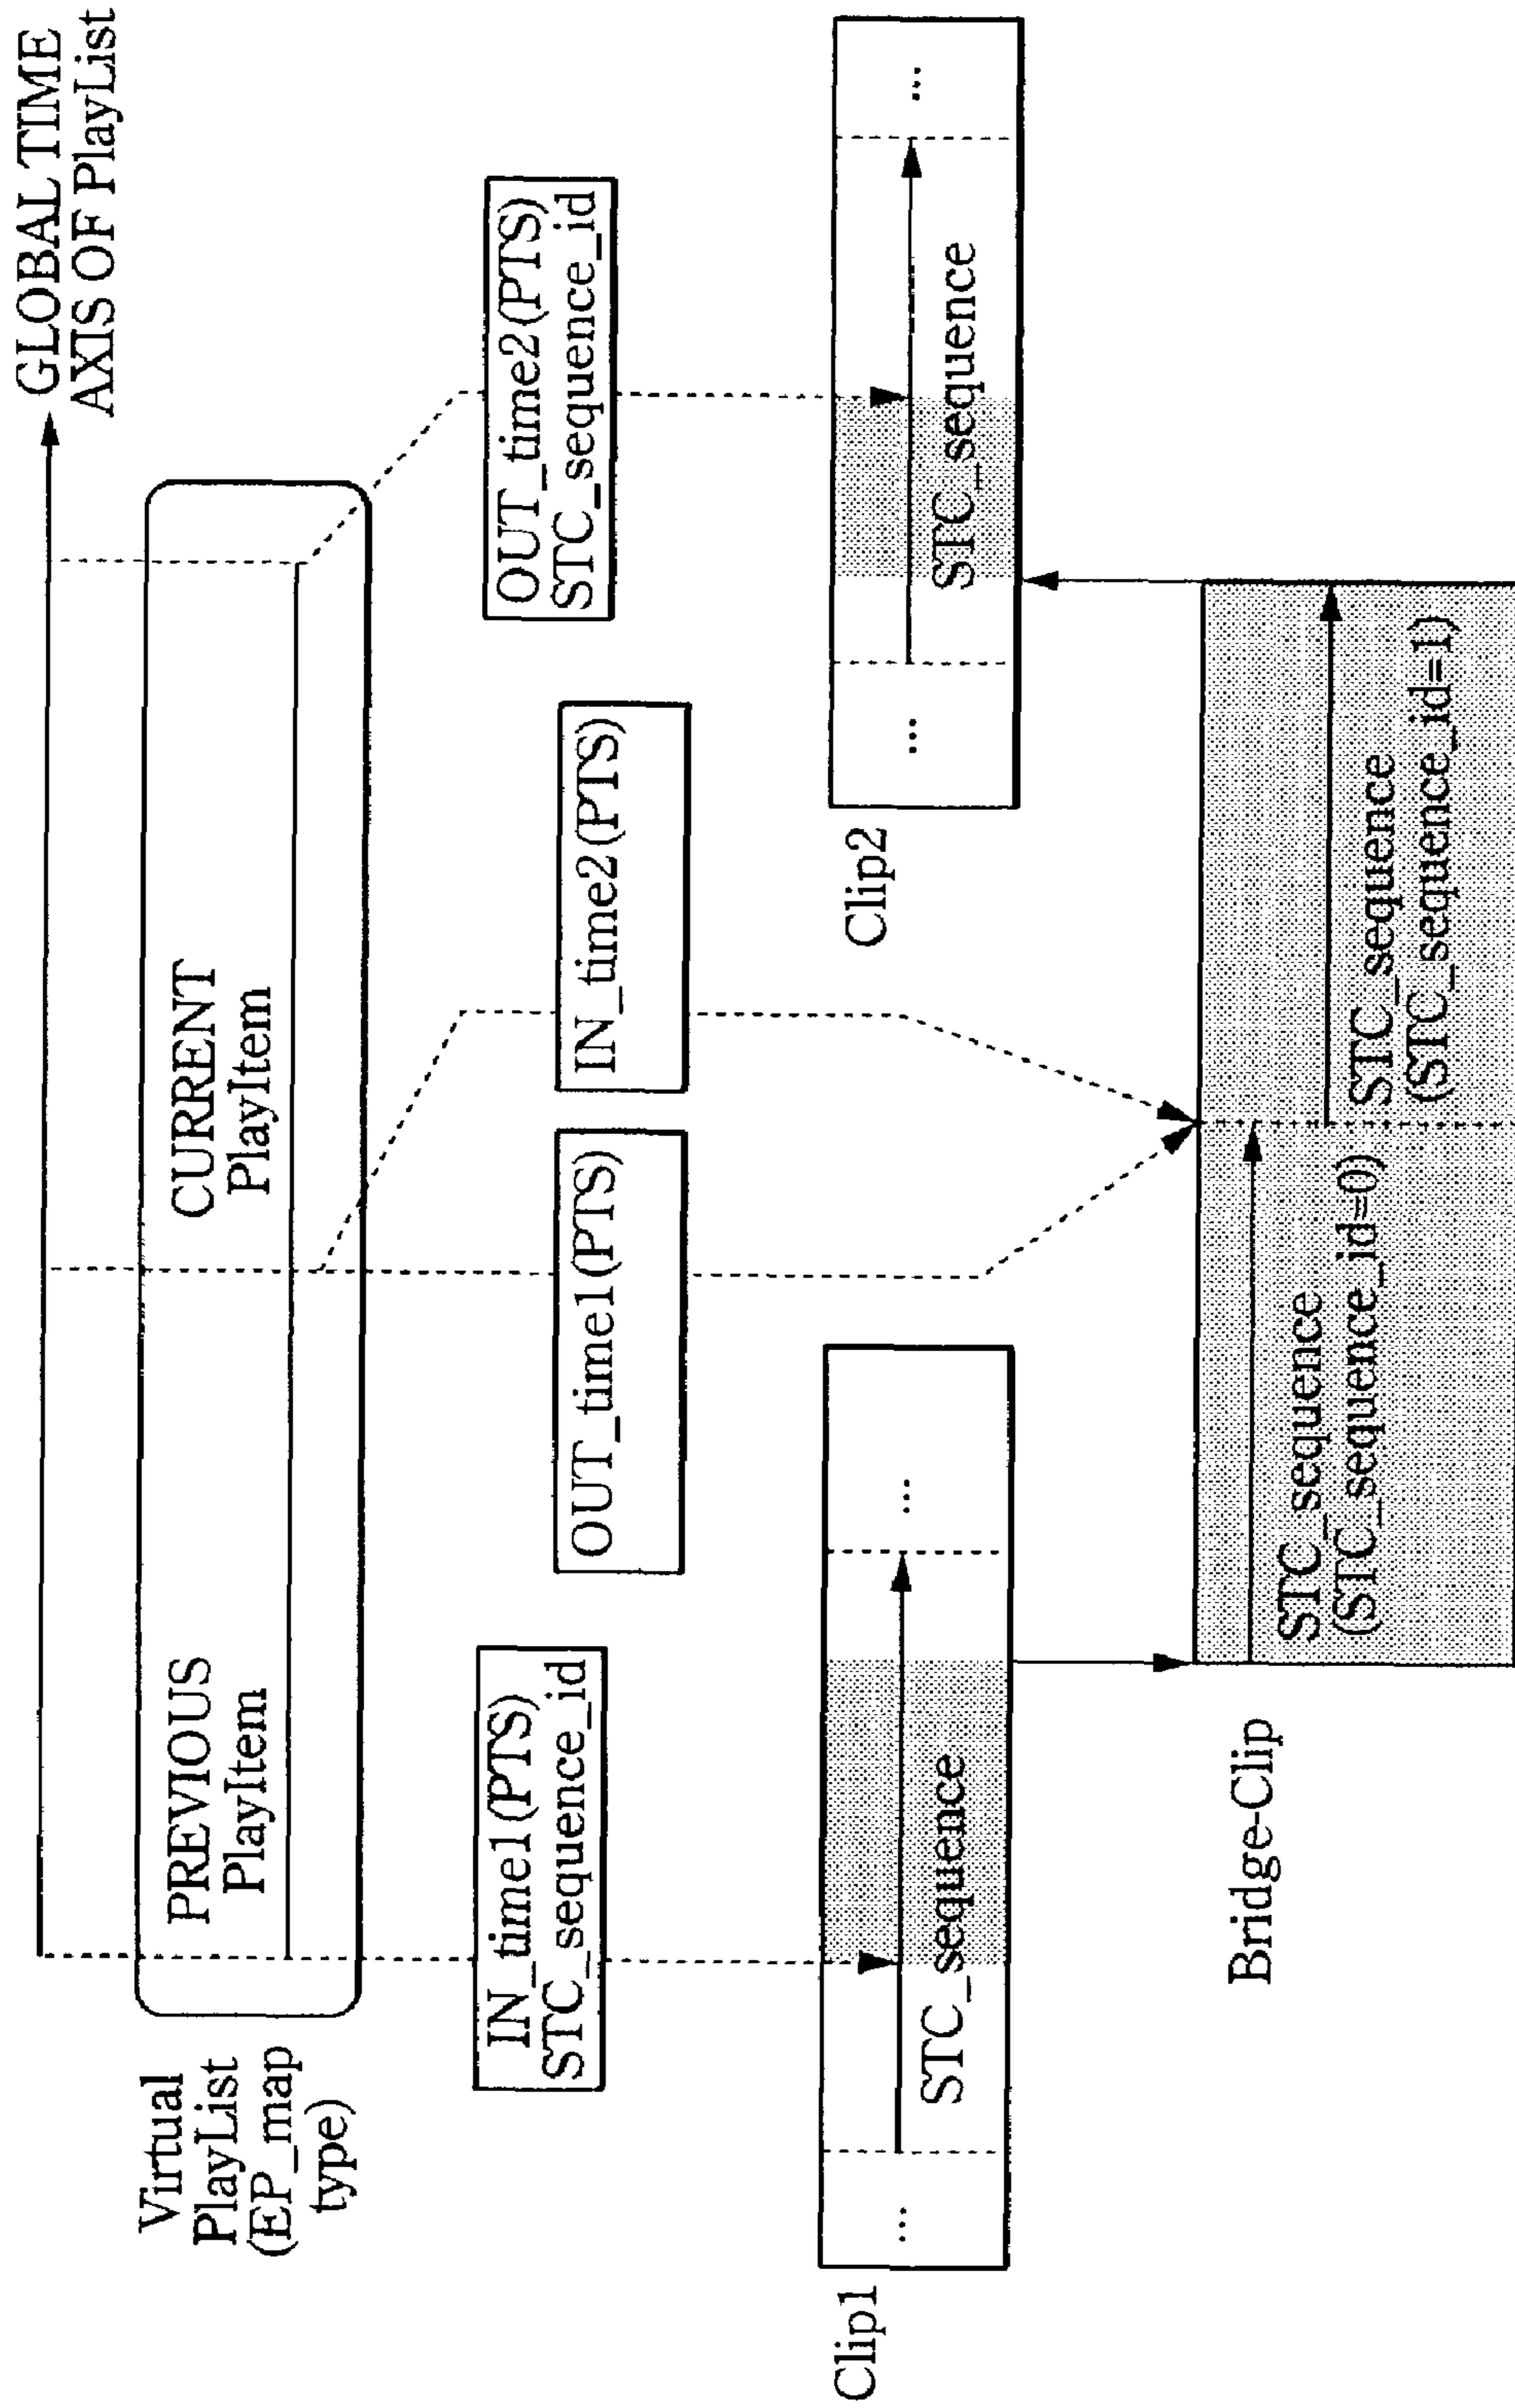 GLOBAL TIME
AXIS OF PlayList
Virtual
PlayList
(EP_map
type)
PREVIOUS
PlayItem
CURRENT
PlayItem
IN_time1(PTS)
STC_sequence_id
OUT_time1(PTS)
IN_time2(PTS)
OUT_time2(PTS)
STC_sequence_id
Clip1
...
STC_sequence
...
Clip2
...
STC_sequence
...
Bridge-Clip
STC_sequence
(STC_sequence_id=0)
STC_sequence
(STC_sequence_id=1)